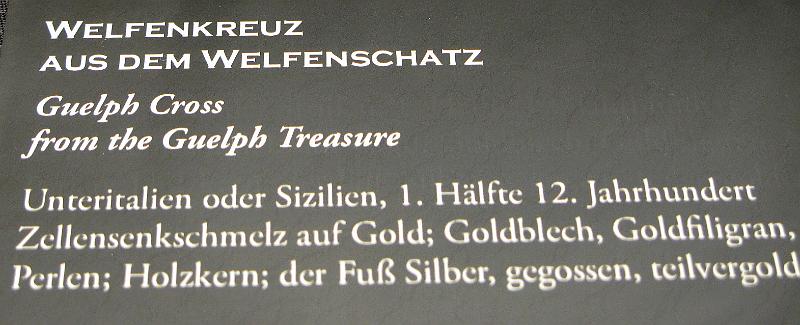 WELFENKREUZ
AUS DEM WELFENSCHATZ
Guelph Cross
from the Guelph Treasure
Unteritalien oder Sizilien, 1. Hälfte 12. Jahrhundert
Zellensenkschmelz auf Gold; Goldblech, Goldfiligran,
Perlen; Holzkern; der Fuß Silber, gegossen, teilvergold